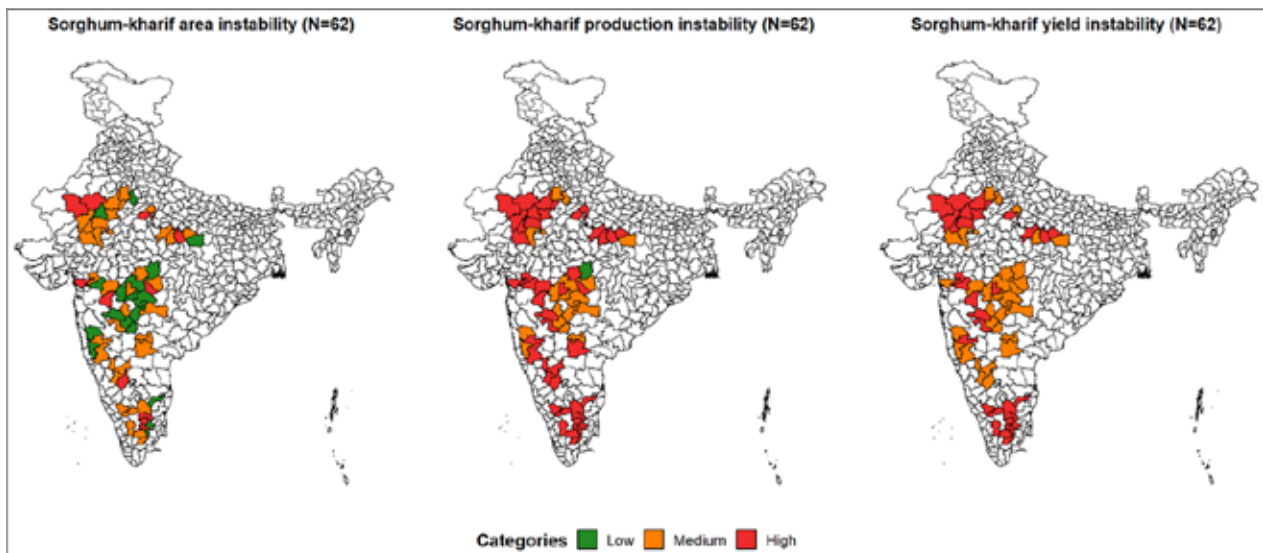 Sorghum-kharif area instability (N=62)
Sorghum-kharif production instability (N=62)
Sorghum-kharif yield instability (N=62)
Categories Low Medium High